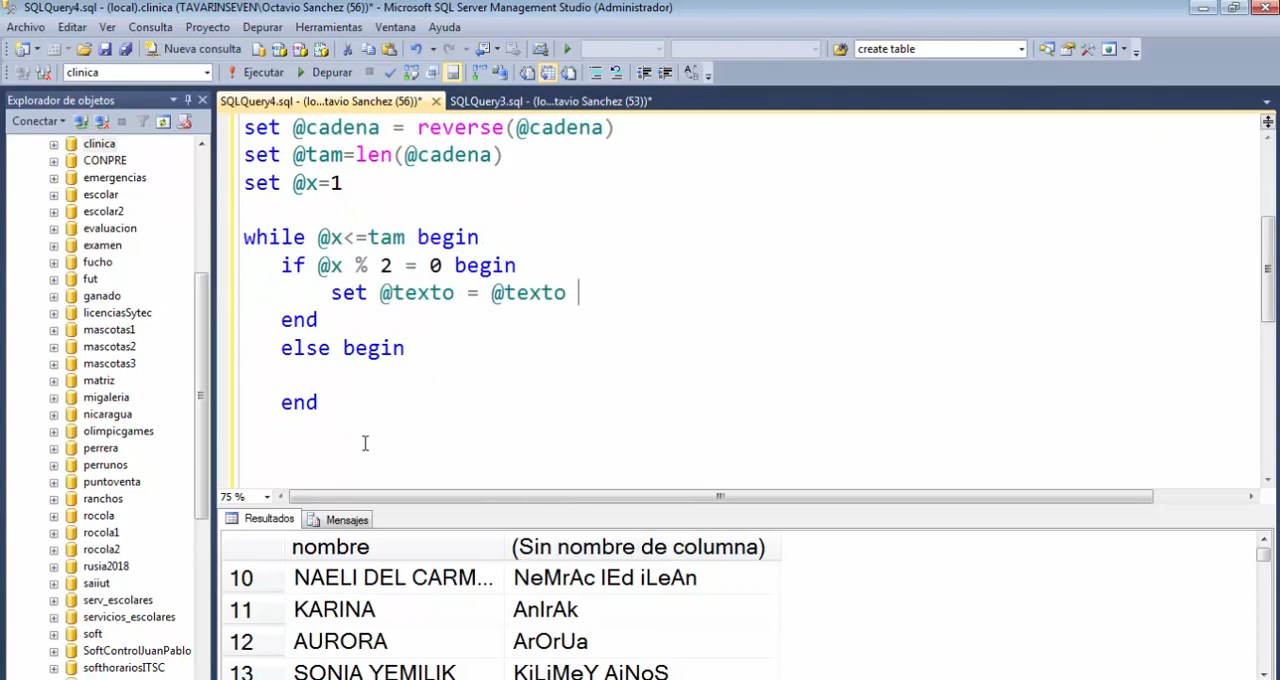 SQLQuery4.sql - (local).clinica (TAVARINSEVEN\Octavio Sanchez (56))* - Microsoft SQL Server Management Studio (Administrador)
Archivo Editar Ver Consulta Proyecto Depurar Herramientas Ventana Ayuda
Nueva consulta create table
clinica Ejecutar Depurar
Explorador de objetos
Conectar
clinica
CONPRE
emergencias
escolar
escolar2
evaluacion
examen
fucho
fut
ganado
licenciasSytec
mascotas1
mascotas2
mascotas3
matriz
migaleria
nicaragua
olimpicgames
perrera
perrunos
puntoventa
ranchos
rocola
rocola1
rocola2
rusia2018
saiiut
serv_escolares
servicios_escolares
soft
SoftControlJuanPablo
softhorariosITSC
SQLQuery4.sql - (lo...tavio Sanchez (56))* SQLQuery3.sql - (lo...tavio Sanchez (53))*
set @cadena = reverse(@cadena)
set @tam=len(@cadena)
set @x=1
while @x<=tam begin
if @x % 2 = 0 begin
set @texto = @texto
end
else begin
end
75 %
Resultados Mensajes
nombre (Sin nombre de columna)
10 NAELI DEL CARM... NeMrAc lEd iLeAn
11 KARINA AnIrAk
12 AURORA ArOrUa
13 SONIA YEMILIK KiLiMeY AiNoS